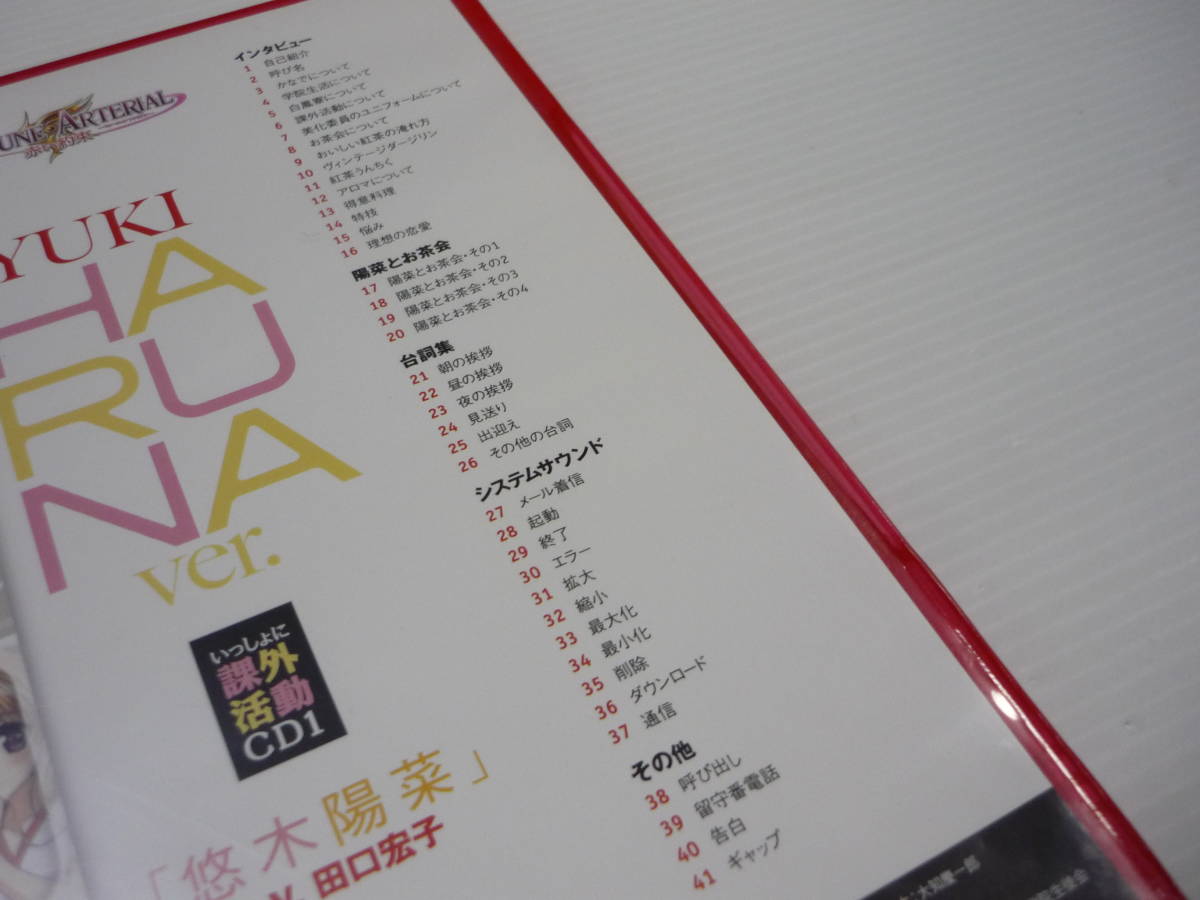 UNE ARTERIAL
赤い約束
YUKI
HA
RU
NA
ver.
いっしょに
課外
活動
CD1
「悠木陽菜」
田口宏子
インタビュー
1 自己紹介
2 呼び名
3 かなでについて
4 学院生活について
5 白鳳寮について
6 課外活動について
7 美化委員のユニフォームについて
8 お茶会について
9 おいしい紅茶の淹れ方
10 ヴィンテージダージリン
11 紅茶うんちく
12 アロマについて
13 得意料理
14 特技
15 悩み
16 理想の恋愛
陽菜とお茶会
17 陽菜とお茶会・その1
18 陽菜とお茶会・その2
19 陽菜とお茶会・その3
20 陽菜とお茶会・その4
台詞集
21 朝の挨拶
22 昼の挨拶
23 夜の挨拶
24 見送り
25 出迎え
26 その他の台詞
システムサウンド
27 メール着信
28 起動
29 終了
30 エラー
31 拡大
32 縮小
33 最大化
34 最小化
35 削除
36 ダウンロード
37 通信
その他
38 呼び出し
39 留守番電話
40 告白
41 ギャップ